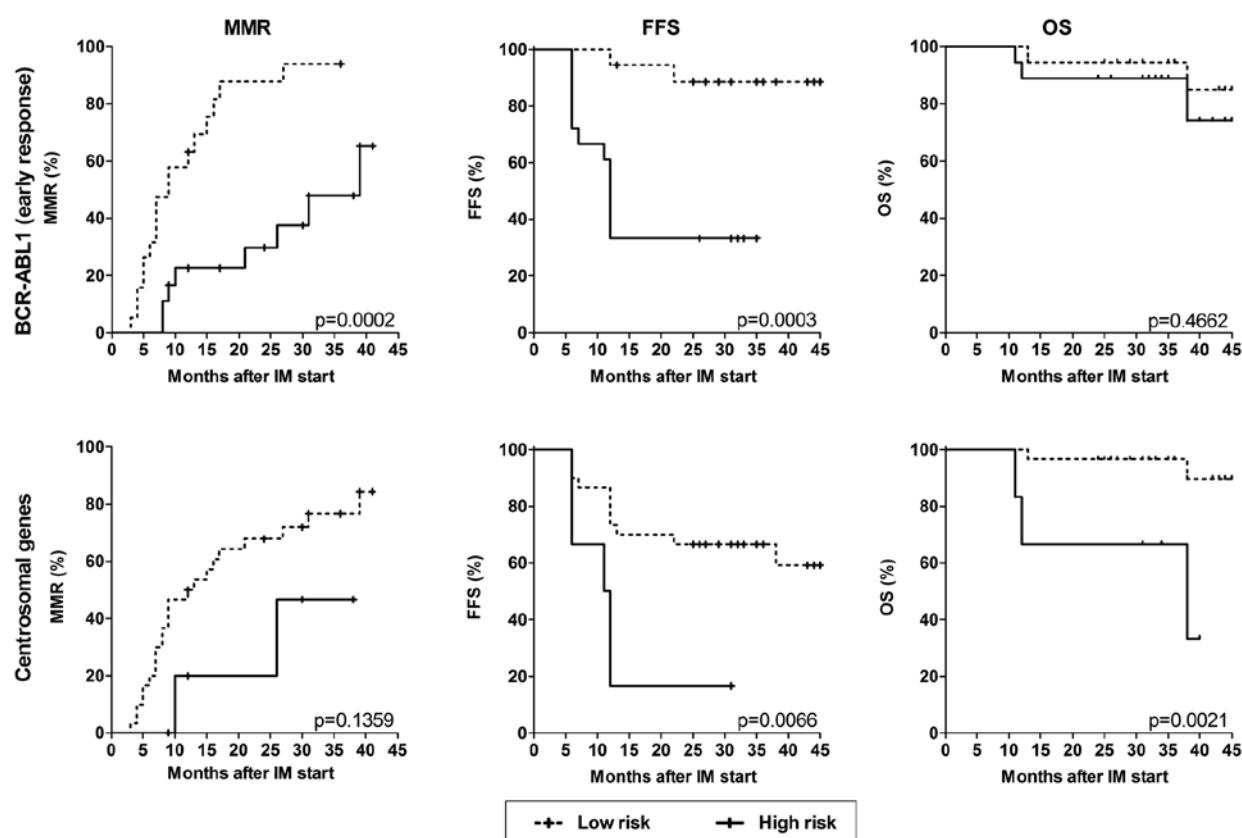 MMR
FFS
OS
BCR-ABL1 (early response)
MMR (%)
100
80
60
40
20
0
p=0.0002
0 5 10 15 20 25 30 35 40 45
Months after IM start
FFS (%)
100
80
60
40
20
0
p=0.0003
0 5 10 15 20 25 30 35 40 45
Months after IM start
OS (%)
100
80
60
40
20
0
p=0.4662
0 5 10 15 20 25 30 35 40 45
Months after IM start
Centrosomal genes
MMR (%)
100
80
60
40
20
0
p=0.1359
0 5 10 15 20 25 30 35 40 45
Months after IM start
FFS (%)
100
80
60
40
20
0
p=0.0066
0 5 10 15 20 25 30 35 40 45
Months after IM start
OS (%)
100
80
60
40
20
0
p=0.0021
0 5 10 15 20 25 30 35 40 45
Months after IM start
Low risk High risk